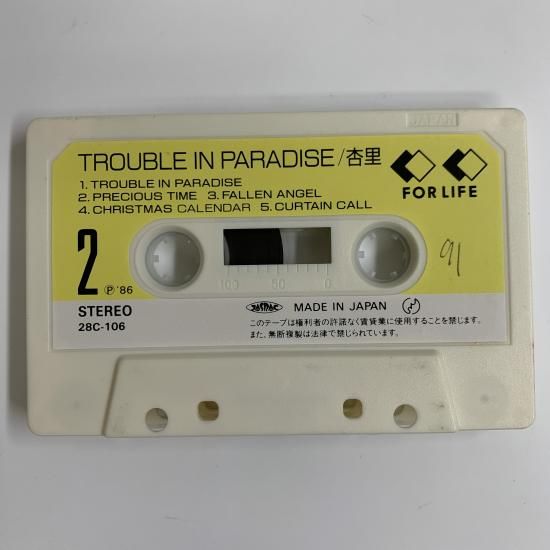 JAPAN
TROUBLE IN PARADISE/杏里
1. TROUBLE IN PARADISE
2. PRECIOUS TIME 3. FALLEN ANGEL
4. CHRISTMAS CALENDAR 5. CURTAIN CALL
FOR LIFE
2 Ⓟ '86
100 50 0
91
STEREO
28C-106
JASRAC MADE IN JAPAN
このテープは権利者の許諾なく賃貸業に使用することを禁じます。
また、無断複製は法律で禁じられています。